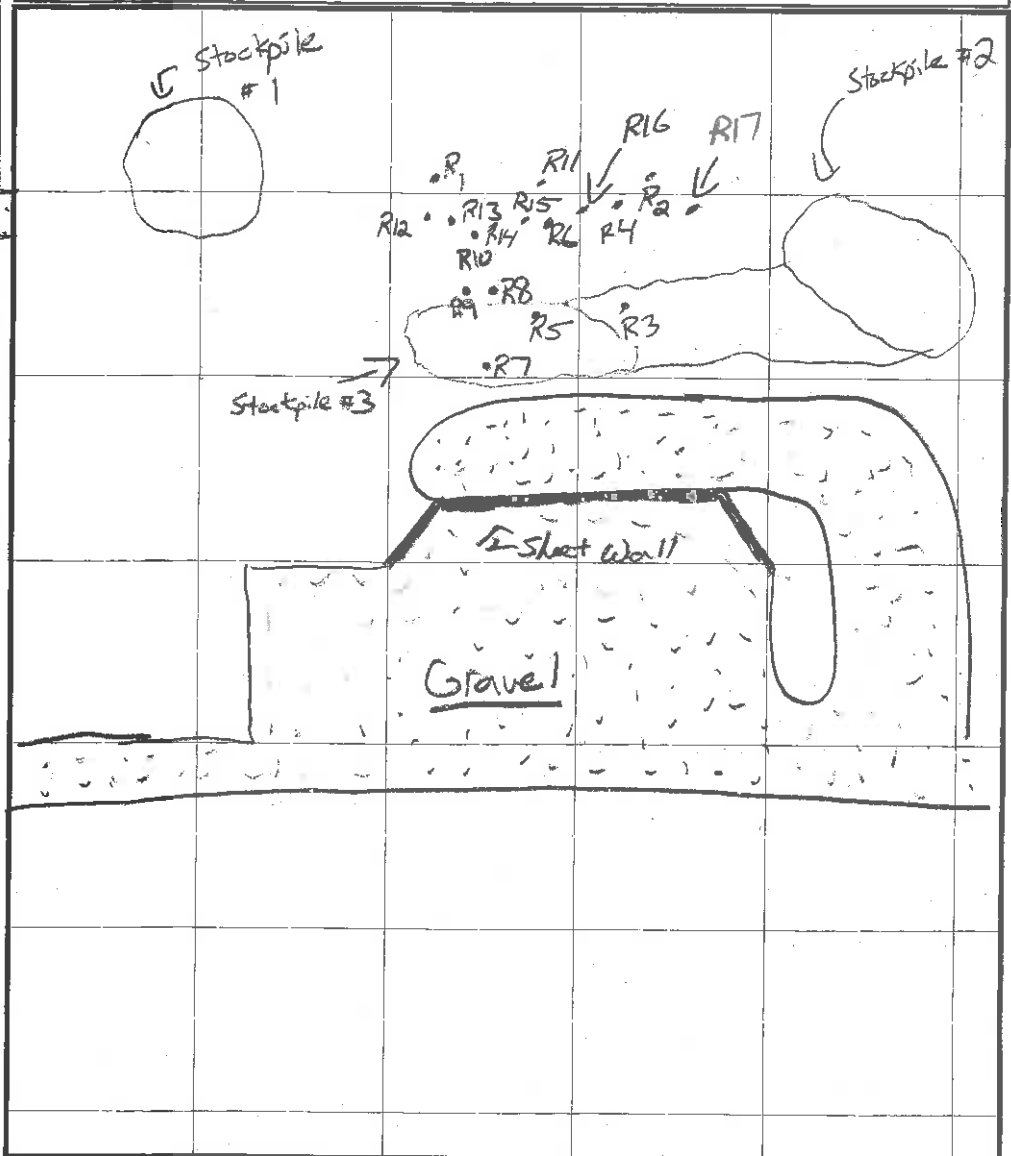 Stockpile
# 1
Stockpile #2
R16
R17
R1
R11
R2
R12
R13
R15
R14
R6
R4
R10
R9
R8
R5
R3
R7
Stockpile #3
Sheet Wall
Gravel